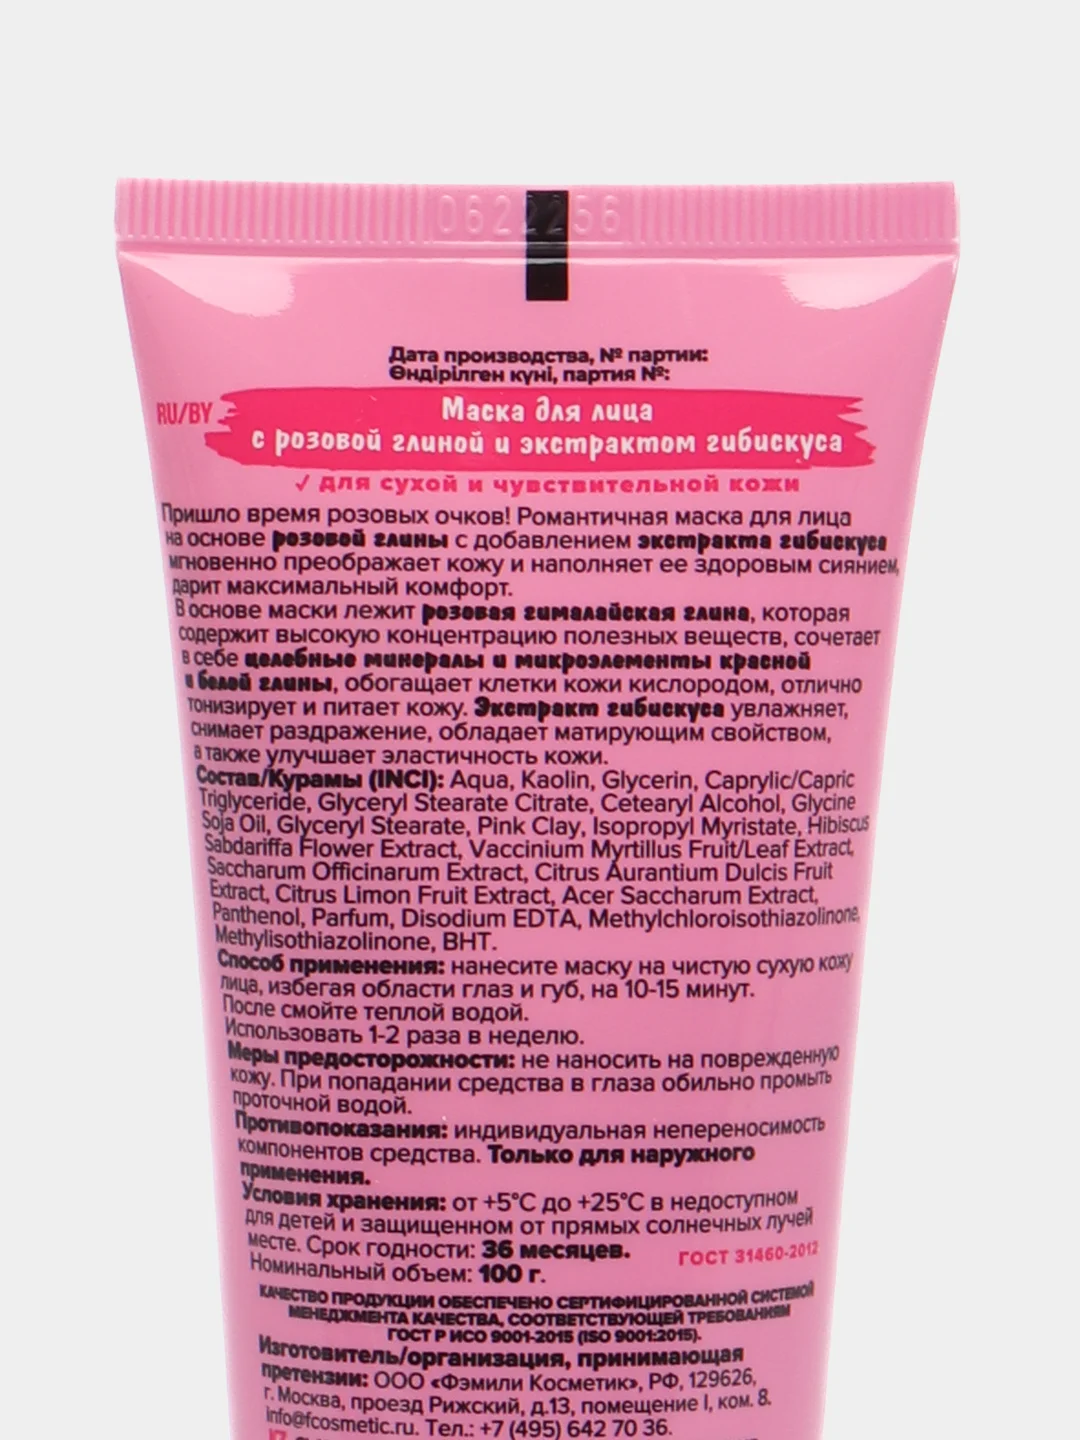 062256
Дата производства, № партии:
Өндірілген күні, партия №:
RU/BY
Маска для лица
с розовой глиной и экстрактом гибискуса
✓ для сухой и чувствительной кожи
Пришло время розовых очков! Романтичная маска для лица
на основе розовой глины с добавлением экстракта гибискуса
мгновенно преображает кожу и наполняет ее здоровым сиянием,
дарит максимальный комфорт.
В основе маски лежит розовая гималайская глина, которая
содержит высокую концентрацию полезных веществ, сочетает
в себе целебные минералы и микроэлементы красной
и белой глины, обогащает клетки кожи кислородом, отлично
тонизирует и питает кожу. Экстракт гибискуса увлажняет,
снимает раздражение, обладает матирующим свойством,
а также улучшает эластичность кожи.
Состав/Курамы (INCI): Aqua, Kaolin, Glycerin, Caprylic/Capric
Triglyceride, Glyceryl Stearate Citrate, Cetearyl Alcohol, Glycine
Soja Oil, Glyceryl Stearate, Pink Clay, Isopropyl Myristate, Hibiscus
Sabdariffa Flower Extract, Vaccinium Myrtillus Fruit/Leaf Extract,
Saccharum Officinarum Extract, Citrus Aurantium Dulcis Fruit
Extract, Citrus Limon Fruit Extract, Acer Saccharum Extract,
Panthenol, Parfum, Disodium EDTA, Methylchloroisothiazolinone,
Methylisothiazolinone, BHT.
Способ применения: нанесите маску на чистую сухую кожу
лица, избегая области глаз и губ, на 10-15 минут.
После смойте теплой водой.
Использовать 1-2 раза в неделю.
Меры предосторожности: не наносить на поврежденную
кожу. При попадании средства в глаза обильно промыть
проточной водой.
Противопоказания: индивидуальная непереносимость
компонентов средства. Только для наружного
применения.
Условия хранения: от +5°C до +25°C в недоступном
для детей и защищенном от прямых солнечных лучей
месте. Срок годности: 36 месяцев.
ГОСТ 31460-2012
Номинальный объем: 100 г.
КАЧЕСТВО ПРОДУКЦИИ ОБЕСПЕЧЕНО СЕРТИФИЦИРОВАННОЙ СИСТЕМОЙ
МЕНЕДЖМЕНТА КАЧЕСТВА, СООТВЕТСТВУЮЩЕЙ ТРЕБОВАНИЯМ
ГОСТ Р ИСО 9001-2015 (ISO 9001:2015).
Изготовитель/организация, принимающая
претензии: ООО «Фэмили Косметик», РФ, 129626,
г. Москва, проезд Рижский, д.13, помещение I, ком. 8.
info@fcosmetic.ru. Тел.: +7 (495) 642 70 36.